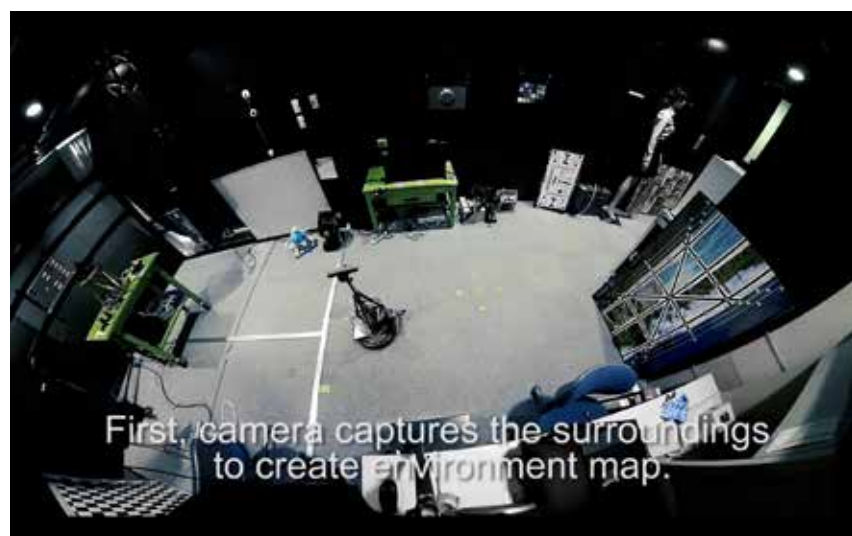 First, camera captures the surroundings
to create environment map.